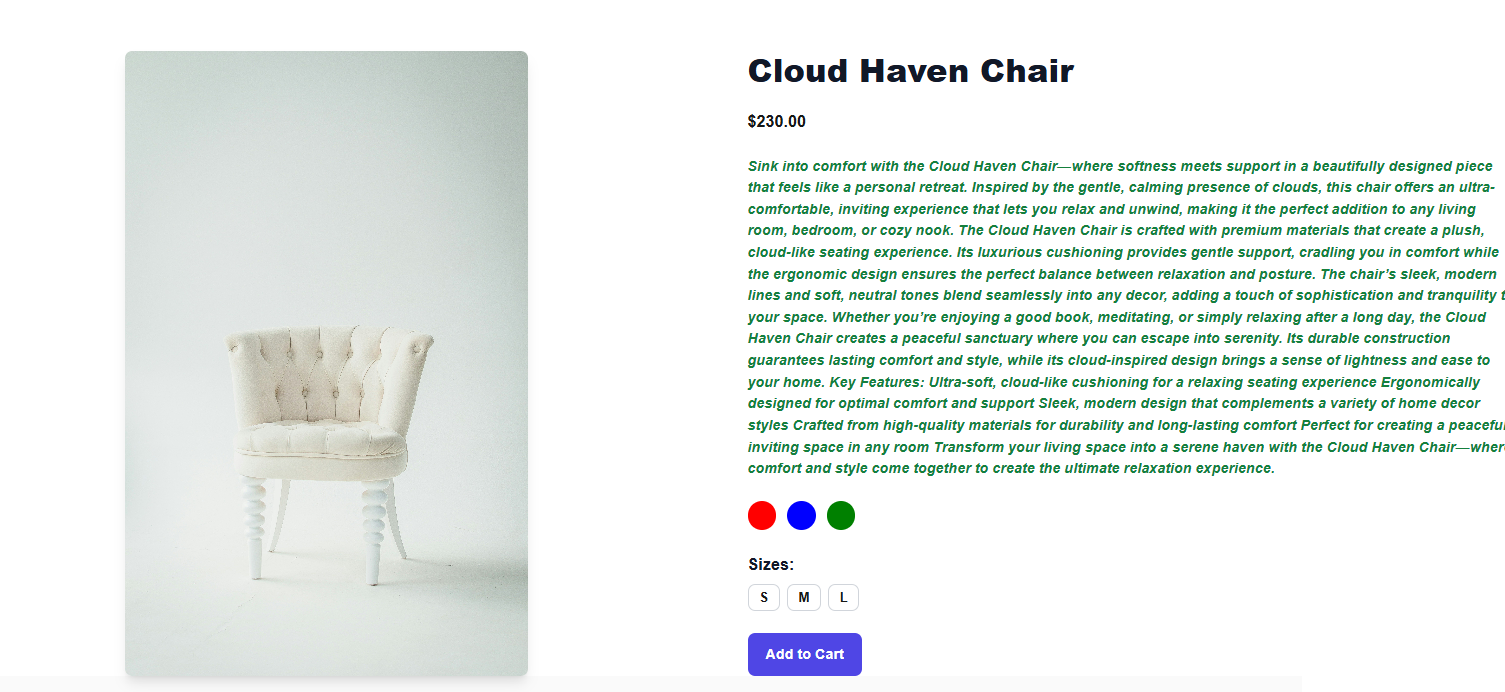 Cloud Haven Chair
$230.00
Sink into comfort with the Cloud Haven Chair—where softness meets support in a beautifully designed piece
that feels like a personal retreat. Inspired by the gentle, calming presence of clouds, this chair offers an ultra-
comfortable, inviting experience that lets you relax and unwind, making it the perfect addition to any living
room, bedroom, or cozy nook. The Cloud Haven Chair is crafted with premium materials that create a plush,
cloud-like seating experience. Its luxurious cushioning provides gentle support, cradling you in comfort while
the ergonomic design ensures the perfect balance between relaxation and posture. The chair’s sleek, modern
lines and soft, neutral tones blend seamlessly into any decor, adding a touch of sophistication and tranquility
your space. Whether you’re enjoying a good book, meditating, or simply relaxing after a long day, the Cloud
Haven Chair creates a peaceful sanctuary where you can escape into serenity. Its durable construction
guarantees lasting comfort and style, while its cloud-inspired design brings a sense of lightness and ease to
your home. Key Features: Ultra-soft, cloud-like cushioning for a relaxing seating experience Ergonomically
designed for optimal comfort and support Sleek, modern design that complements a variety of home decor
styles Crafted from high-quality materials for durability and long-lasting comfort Perfect for creating a peaceful
inviting space in any room Transform your living space into a serene haven with the Cloud Haven Chair—where
comfort and style come together to create the ultimate relaxation experience.
Sizes:
S M L
Add to Cart